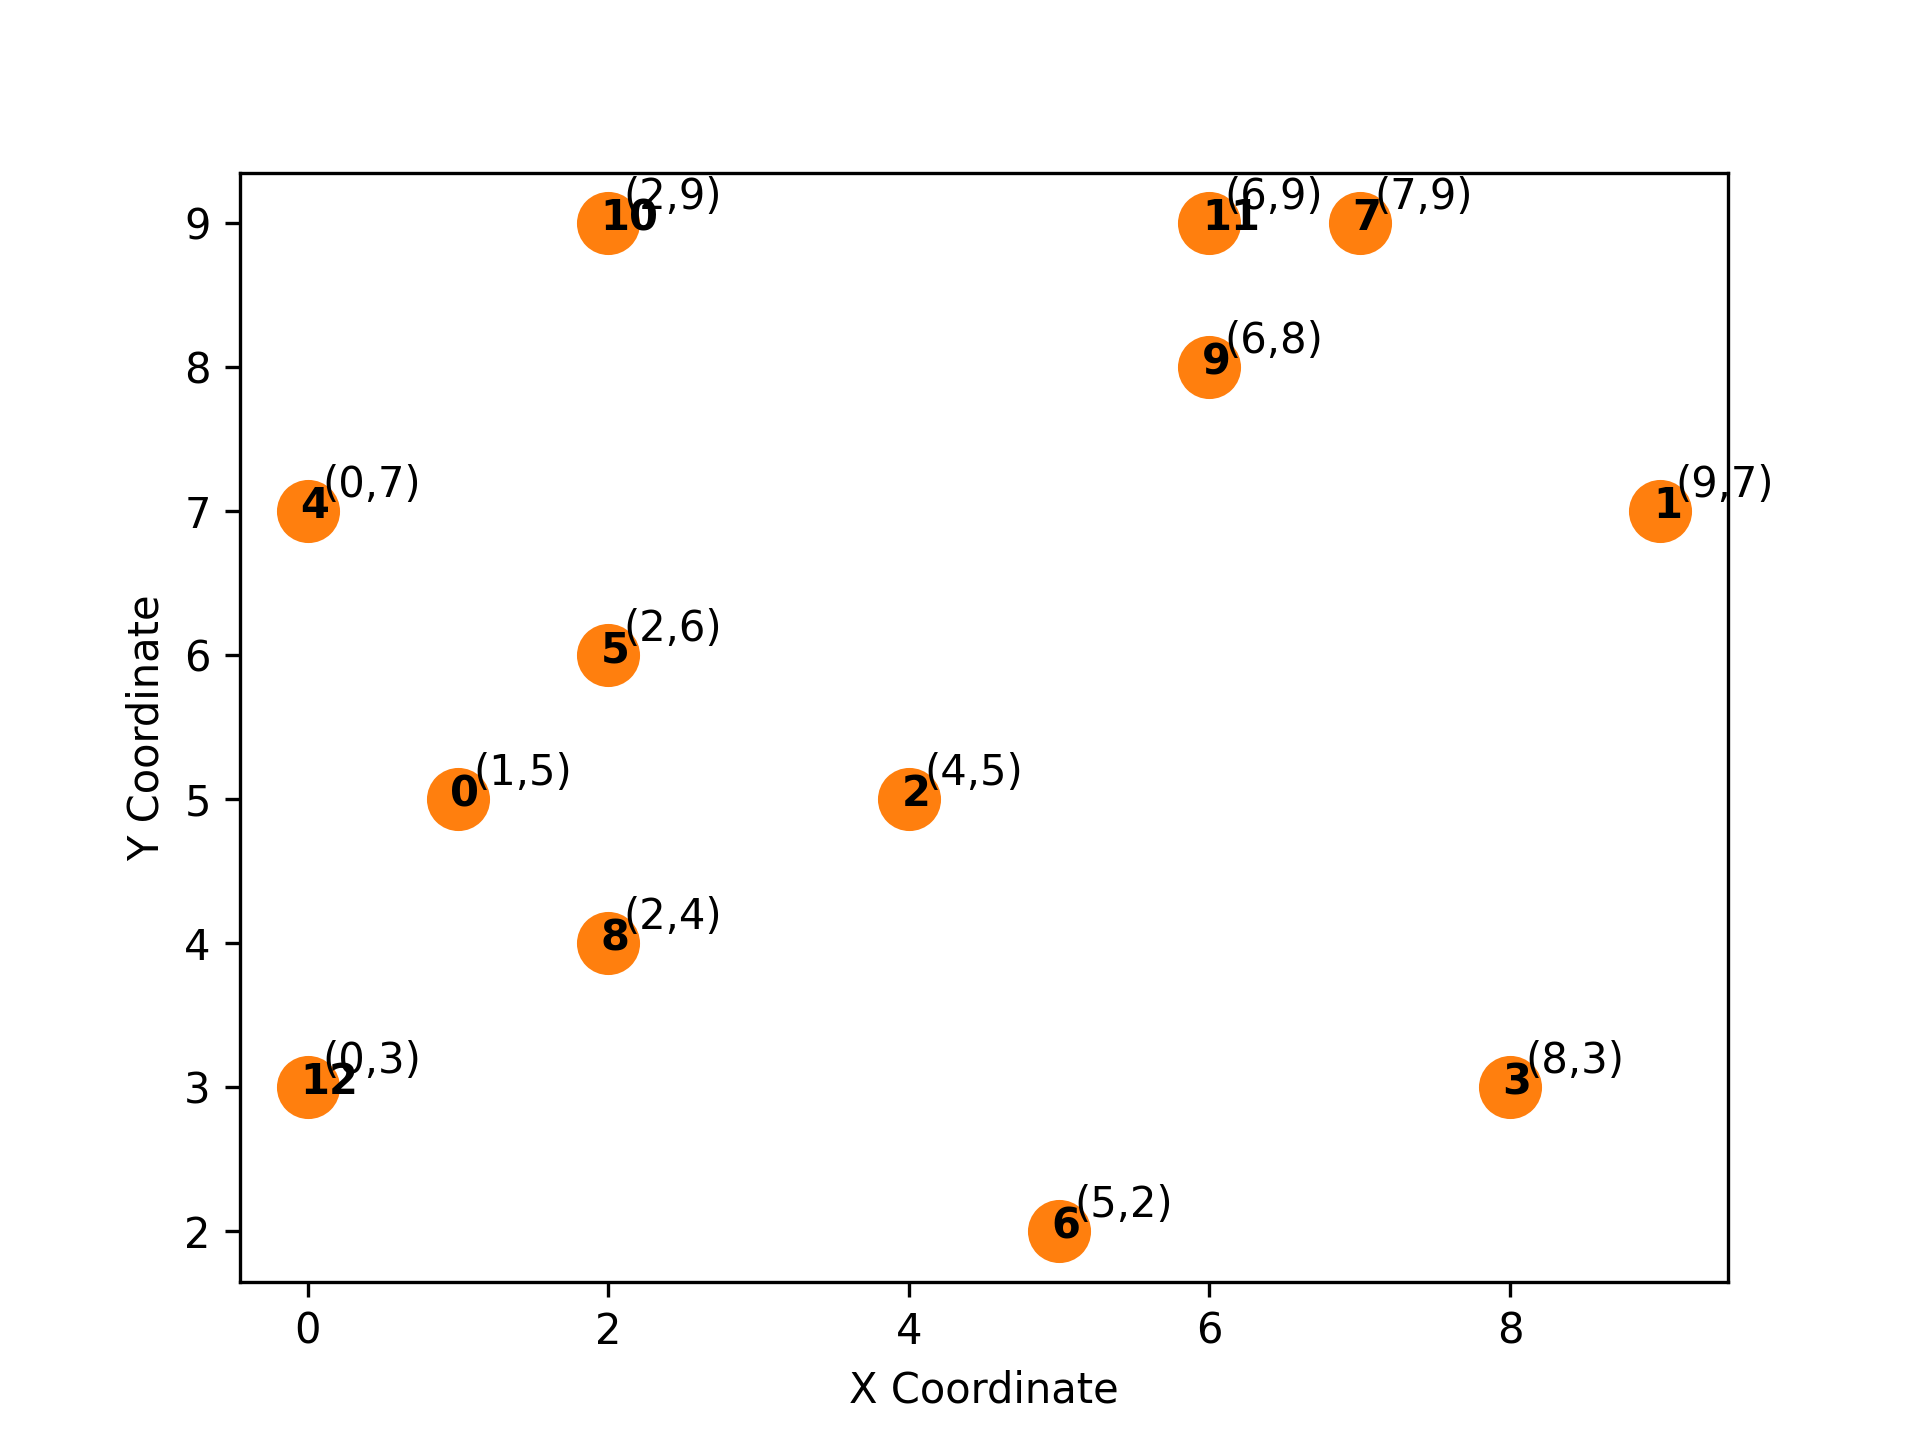 (2,9) (6,9) (7,9)
9 10 11 7
(6,8)
8 9
(0,7) (9,7)
7 4 1
(2,6)
6 5
(1,5) (4,5)
5 0 2
(2,4)
4 8
(0,3) (8,3)
3 12 3
(5,2)
2 6
0 2 4 6 8
X Coordinate
Y Coordinate